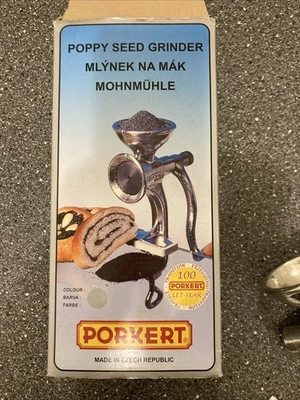 POPPY SEED GRINDER
MLÝNEK NA MÁK
MOHNMÜHLE
TRADITION
100
PORKERT
LET - YEAR
COLOUR :
BARVA :
FARBE :
PORKERT
MADE IN CZECH REPUBLIC